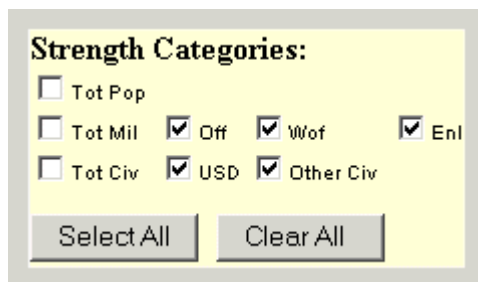 Strength Categories:
Tot Pop
Tot Mil Off Wof Enl
Tot Civ USD Other Civ
Select All Clear All